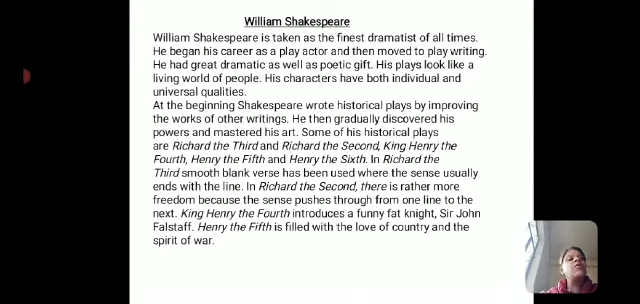 William Shakespeare
William Shakespeare is taken as the finest dramatist of all times.
He began his career as a play actor and then moved to play writing.
He had great dramatic as well as poetic gift. His plays look like a
living world of people. His characters have both individual and
universal qualities.
At the beginning Shakespeare wrote historical plays by improving
the works of other writings. He then gradually discovered his
powers and mastered his art. Some of his historical plays
are Richard the Third and Richard the Second, King Henry the
Fourth, Henry the Fifth and Henry the Sixth. In Richard the
Third smooth blank verse has been used where the sense usually
ends with the line. In Richard the Second, there is rather more
freedom because the sense pushes through from one line to the
next. King Henry the Fourth introduces a funny fat knight, Sir John
Falstaff. Henry the Fifth is filled with the love of country and the
spirit of war.